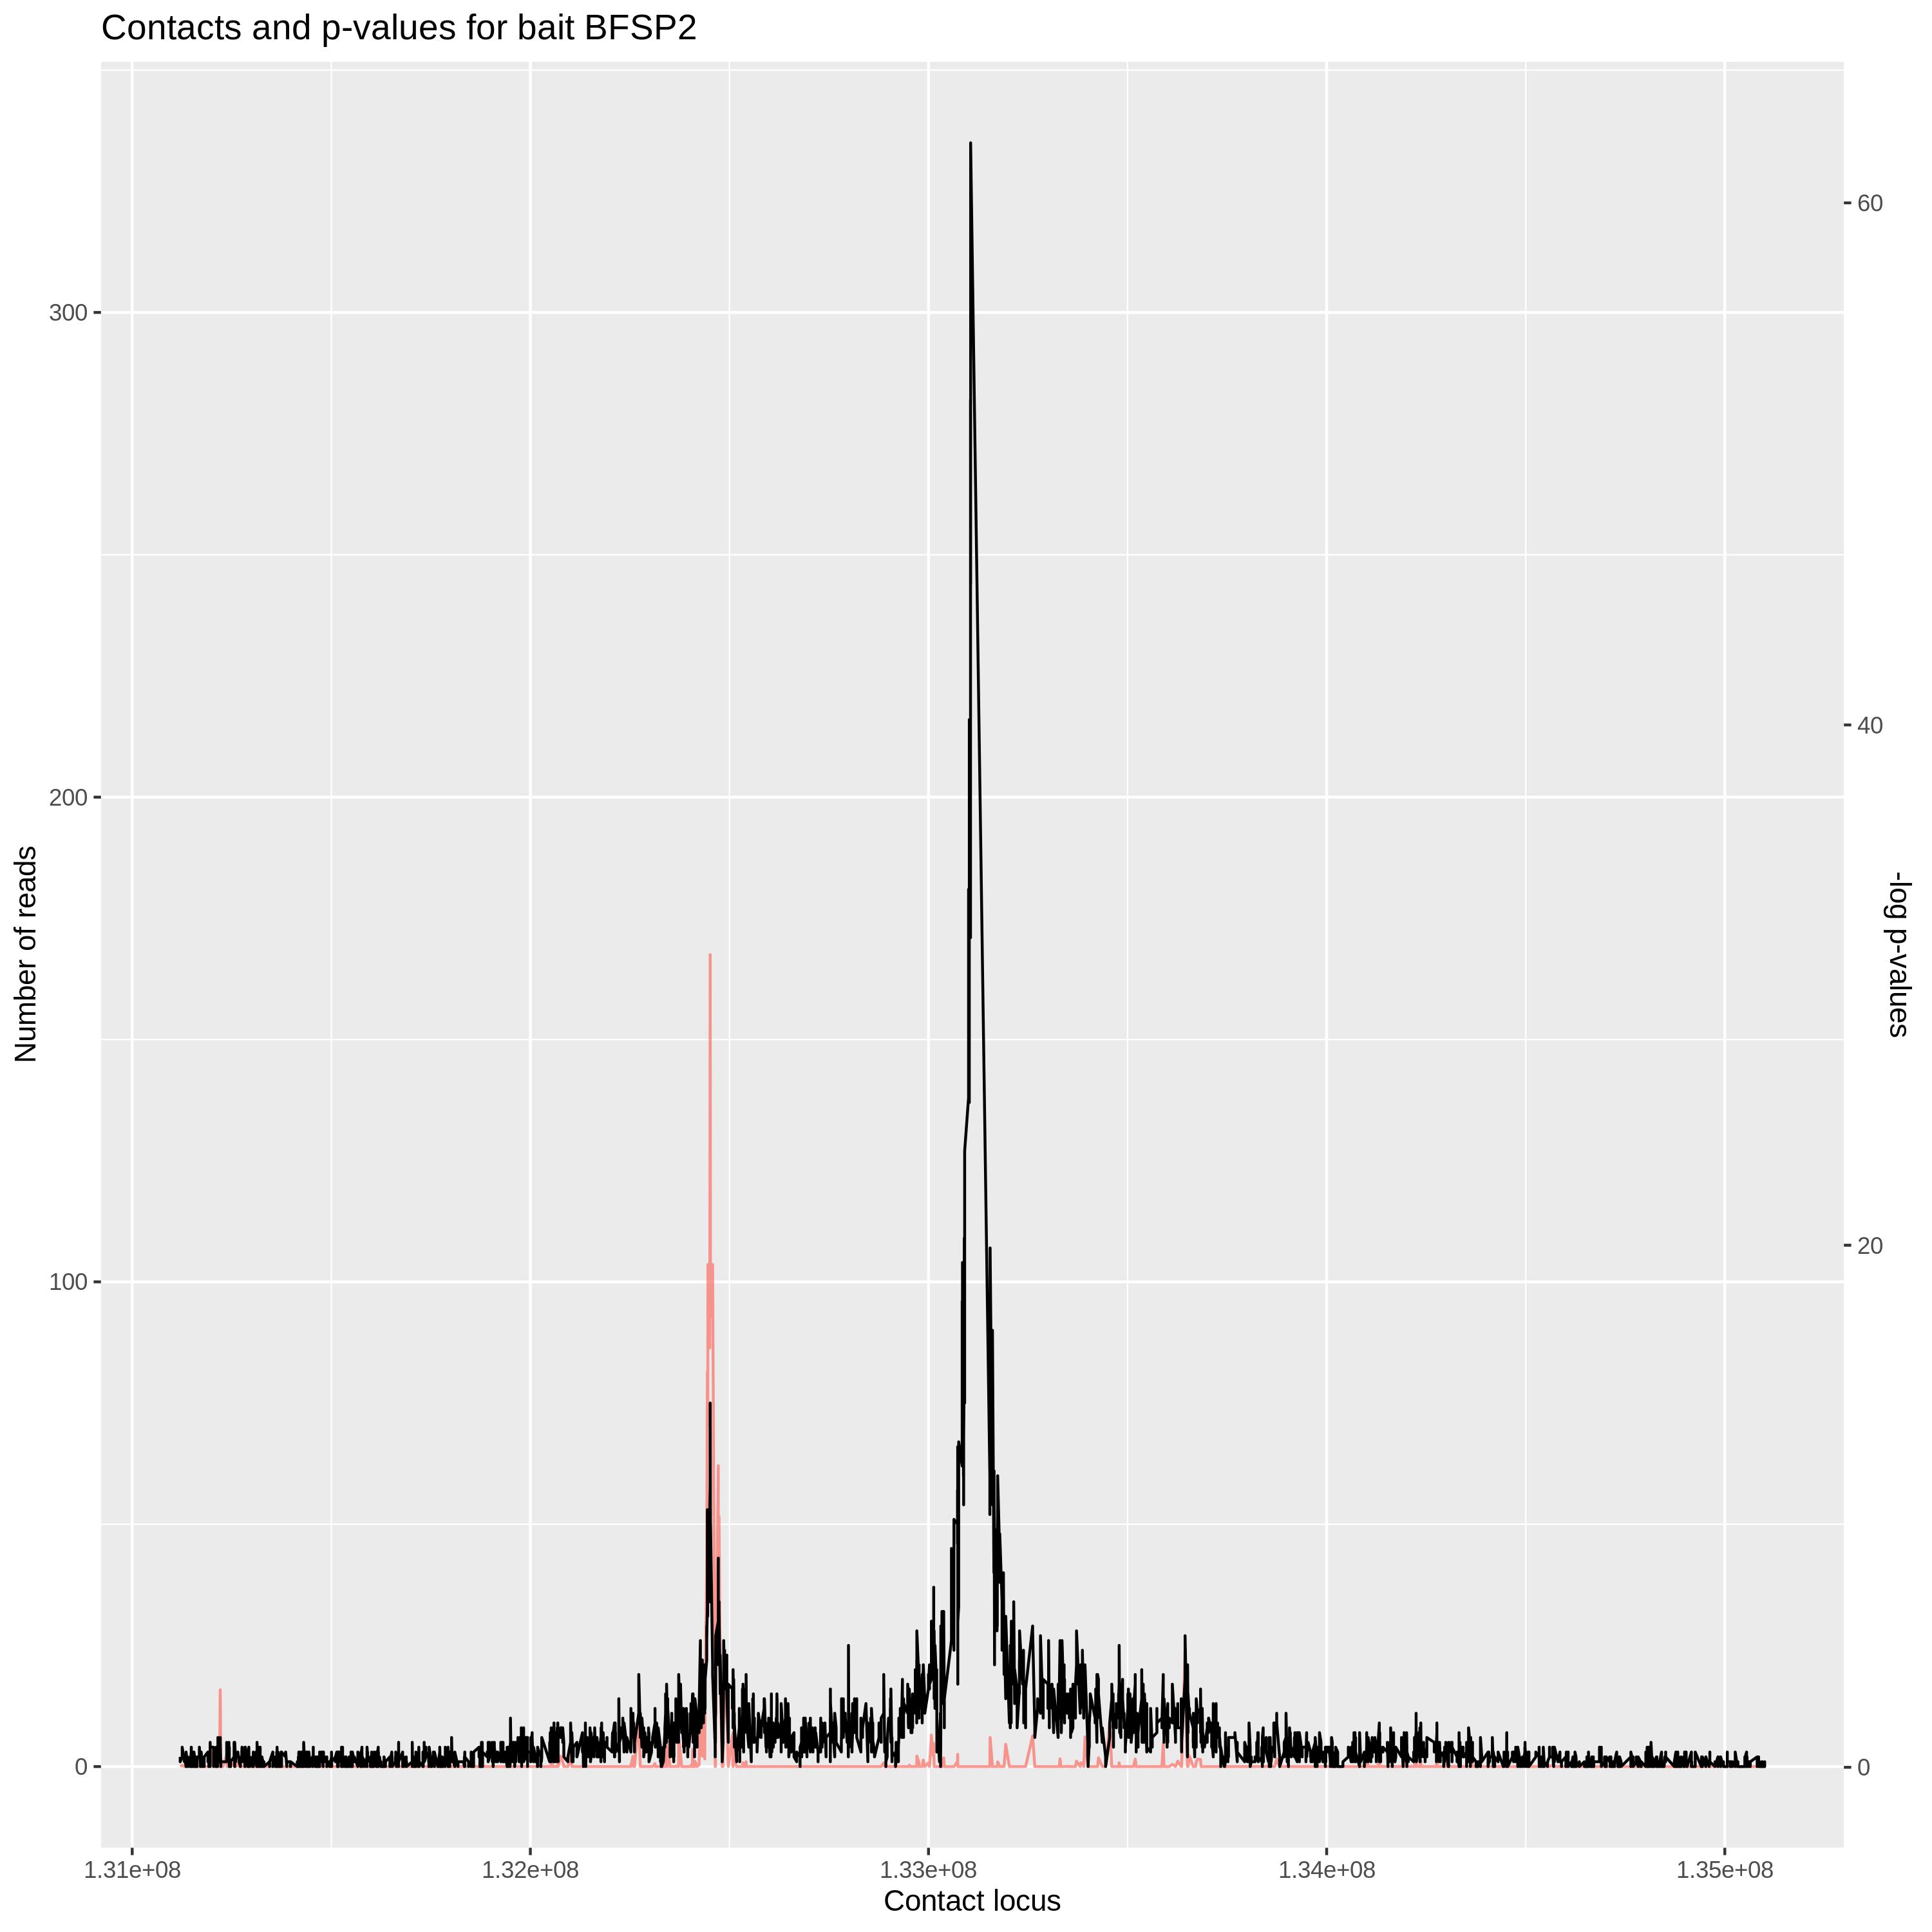 Contacts and p-values for bait BFSP2
300
200
100
0
Number of reads
60
40
20
0
-log p-values
1.31e+08
1.32e+08
1.33e+08
1.34e+08
1.35e+08
Contact locus